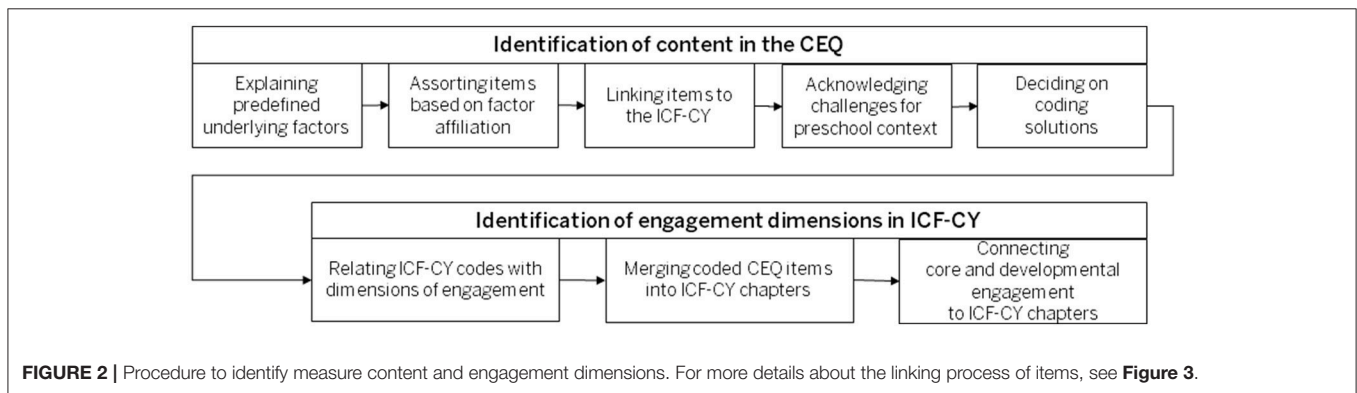 Identification of content in the CEQ
Explaining
predefined
underlying factors
Assorting items
based on factor
affiliation
Linking items to
the ICF-CY
Acknowledging
challenges for
preschool context
Deciding on
coding
solutions
Identification of engagement dimensions in ICF-CY
Relating ICF-CY codes with
dimensions of engagement
Merging coded CEQ items
into ICF-CY chapters
Connecting
core and developmental
engagement
to ICF-CY chapters
FIGURE 2 | Procedure to identify measure content and engagement dimensions. For more details about the linking process of items, see Figure 3.